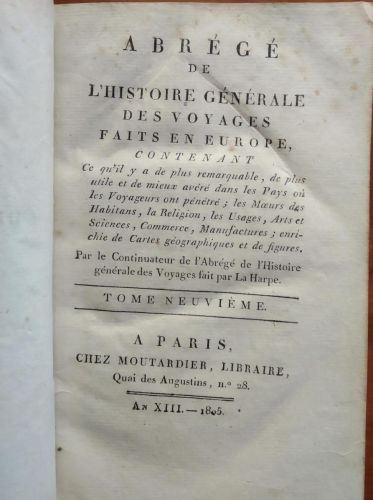 ABRÉGÉ
DE
L'HISTOIRE GÉNÉRALE
DES VOYAGES
FAITS EN EUROPE,
CONTENANT
Ce qu'il y a de plus remarquable, de plus
utile et de mieux avéré dans les Pays où
les Voyageurs ont pénétré ; les Mœurs des
Habitans, la Religion, les Usages, Arts et
Sciences, Commerce, Manufactures ; enri-
chie de Cartes géographiques et de figures.
Par le Continuateur de l'Abrégé de l'Histoire
générale des Voyages fait par La Harpe.
TOME NEUVIÈME.
A PARIS,
CHEZ MOUTARDIER, LIBRAIRE,
Quai des Augustins, n.º 28.
AN XIII. — 1805.